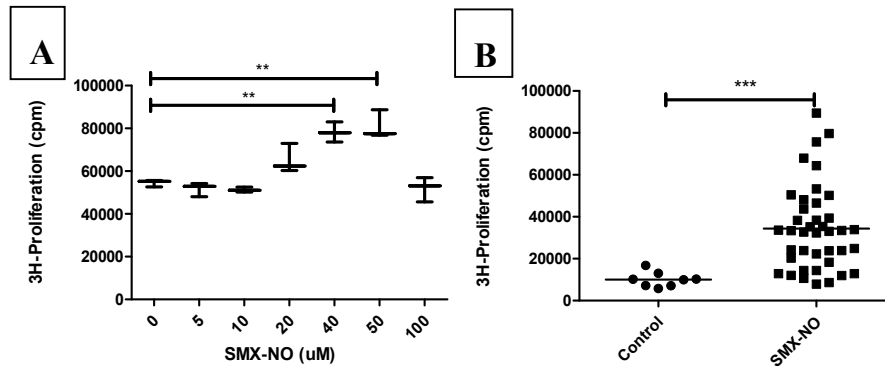 A
**
**
3H-Proliferation (cpm)
100000
80000
60000
40000
20000
0
0 5 10 20 40 50 100
SMX-NO (uM)
B
***
3H-Proliferation (cpm)
100000
80000
60000
40000
20000
0
Control SMX-NO